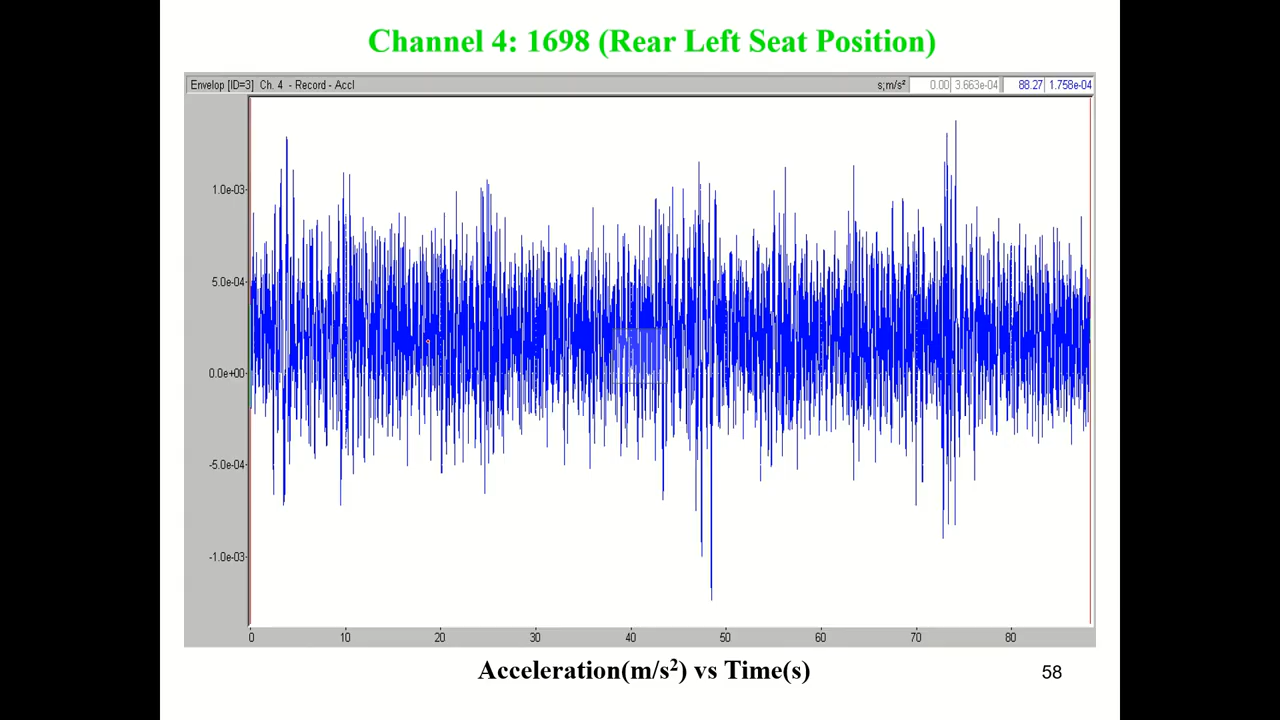 Channel 4: 1698 (Rear Left Seat Position)
Envelop [ID=3] Ch. 4 - Record - Accl s;m/s² 0.00 3.663e-04 88.27 1.758e-04
1.0e-03
5.0e-04
0.0e+00
-5.0e-04
-1.0e-03
0 10 20 30 40 50 60 70 80
Acceleration(m/s²) vs Time(s)
58